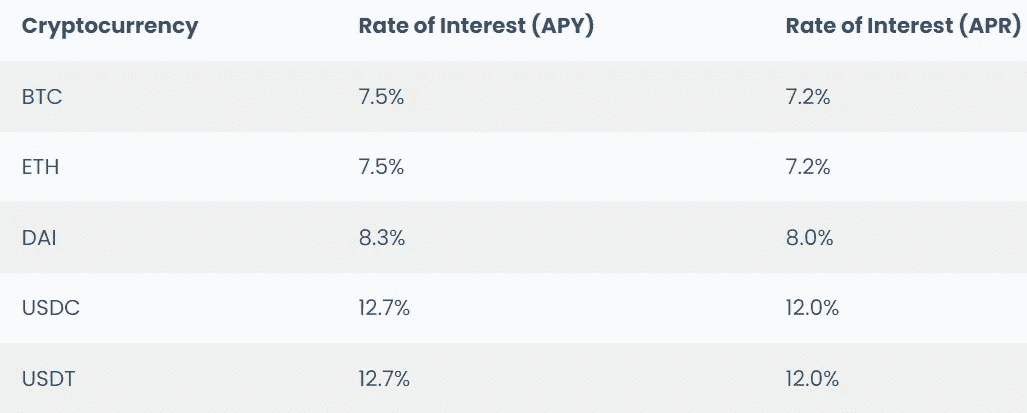 Cryptocurrency Rate of Interest (APY) Rate of Interest (APR)
BTC 7.5% 7.2%
ETH 7.5% 7.2%
DAI 8.3% 8.0%
USDC 12.7% 12.0%
USDT 12.7% 12.0%